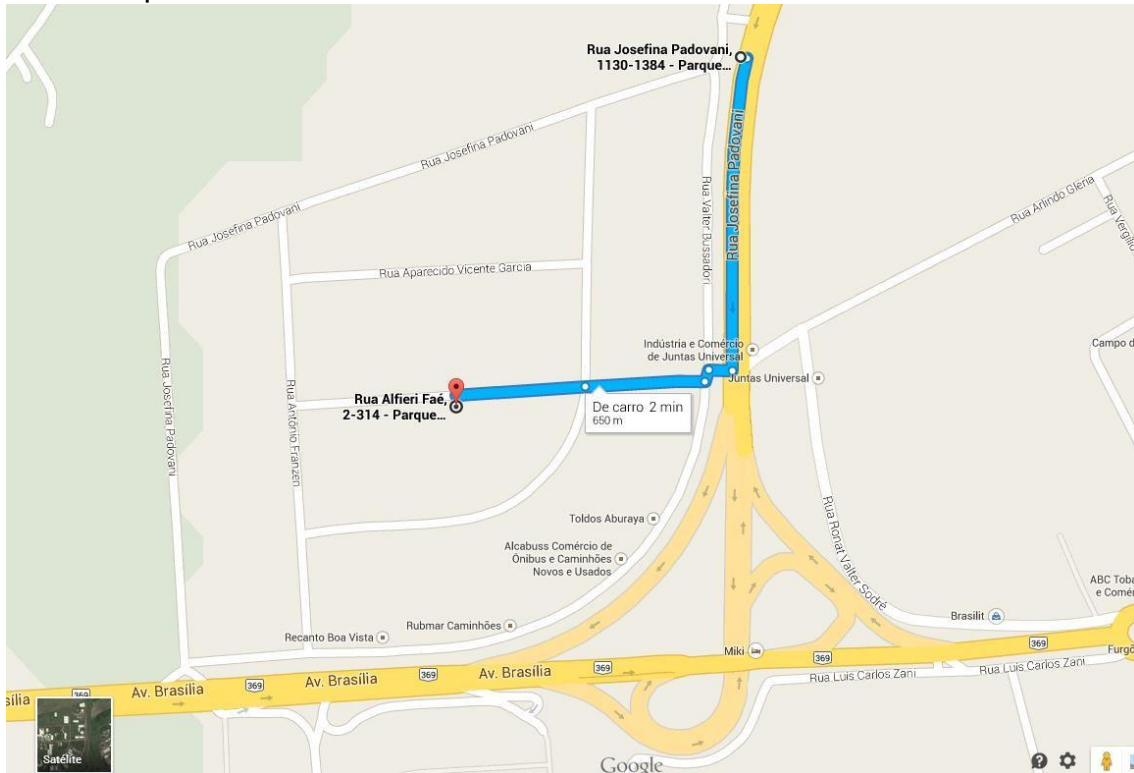 Rua Josefina Padovani,
1130-1384 - Parque...
Rua Josefina Padovani
Rua Josefina Padovani
Rua Josefina Padovani
Rua Valter Bussadori
Rua Arlindo Gléria
Rua Aparecido Vicente Garcia
Indústria e Comércio
de Juntas Universal
Juntas Universal
Campo d
Rua Josefina Padovani
Rua Antônio Franzen
Rua Alfieri Faé,
2-314 - Parque...
De carro 2 min
650 m
Toldos Aburaya
Alcabuss Comércio de
Ônibus e Caminhões
Novos e Usados
Rua Ronat Valter Sodré
ABC Toba
e Comér
Brasilit
Rubmar Caminhões
Recanto Boa Vista
Miki
369
369
369
369
Furgõ
Rua Luis Carlos Zani
Rua Luis Carlos Zani
Av. Brasília
Av. Brasília
Av. Brasília
sília
Satélite
Google